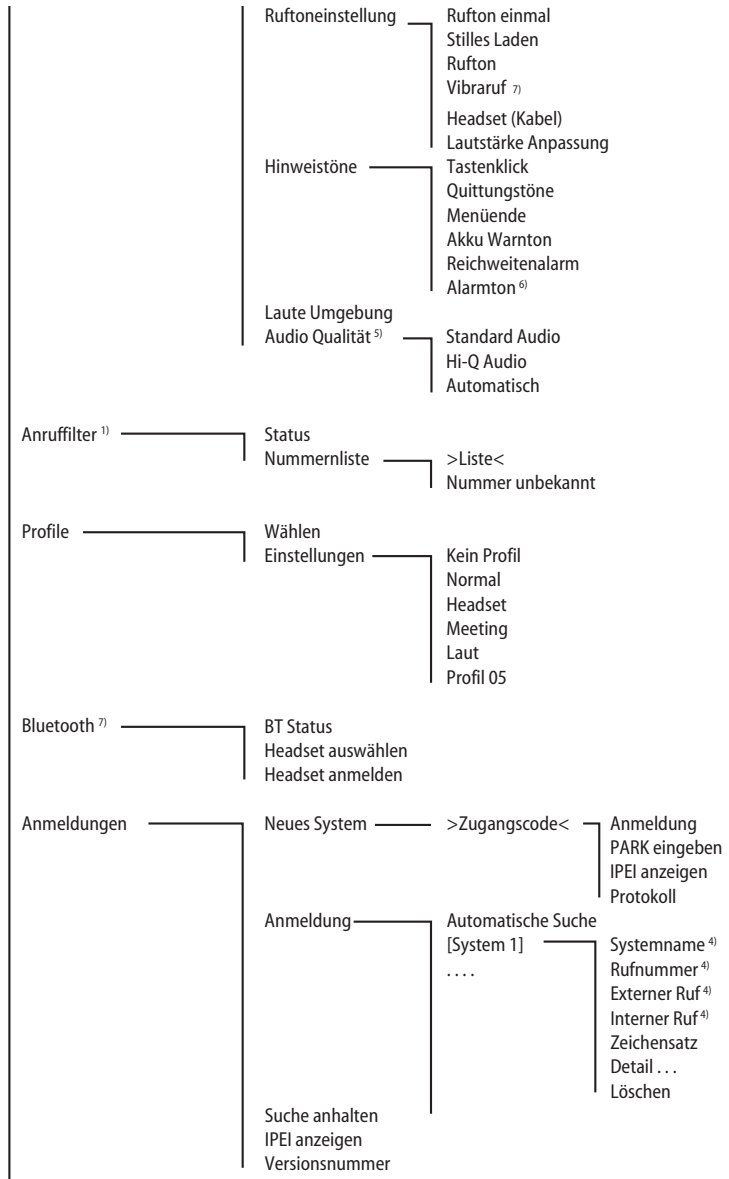 Ruftoneinstellung Rufton einmal
Stilles Laden
Rufton
Vibraruf 7)
Headset (Kabel)
Lautstärke Anpassung
Hinweistöne Tastenklick
Quittungstöne
Menüende
Akku Warnton
Reichweitenalarm
Alarmton 6)
Laute Umgebung
Audio Qualität 5) Standard Audio
Hi-Q Audio
Automatisch
Anruffilter 1) Status
Nummernliste >Liste<
Nummer unbekannt
Profile Wählen
Einstellungen Kein Profil
Normal
Headset
Meeting
Laut
Profil 05
Bluetooth 7) BT Status
Headset auswählen
Headset anmelden
Anmeldungen Neues System >Zugangscode< Anmeldung
PARK eingeben
IPEI anzeigen
Protokoll
Anmeldung Automatische Suche
[System 1] Systemname 4)
. . . . Rufnummer 4)
Externer Ruf 4)
Interner Ruf 4)
Zeichensatz
Detail . . .
Löschen
Suche anhalten
IPEI anzeigen
Versionsnummer